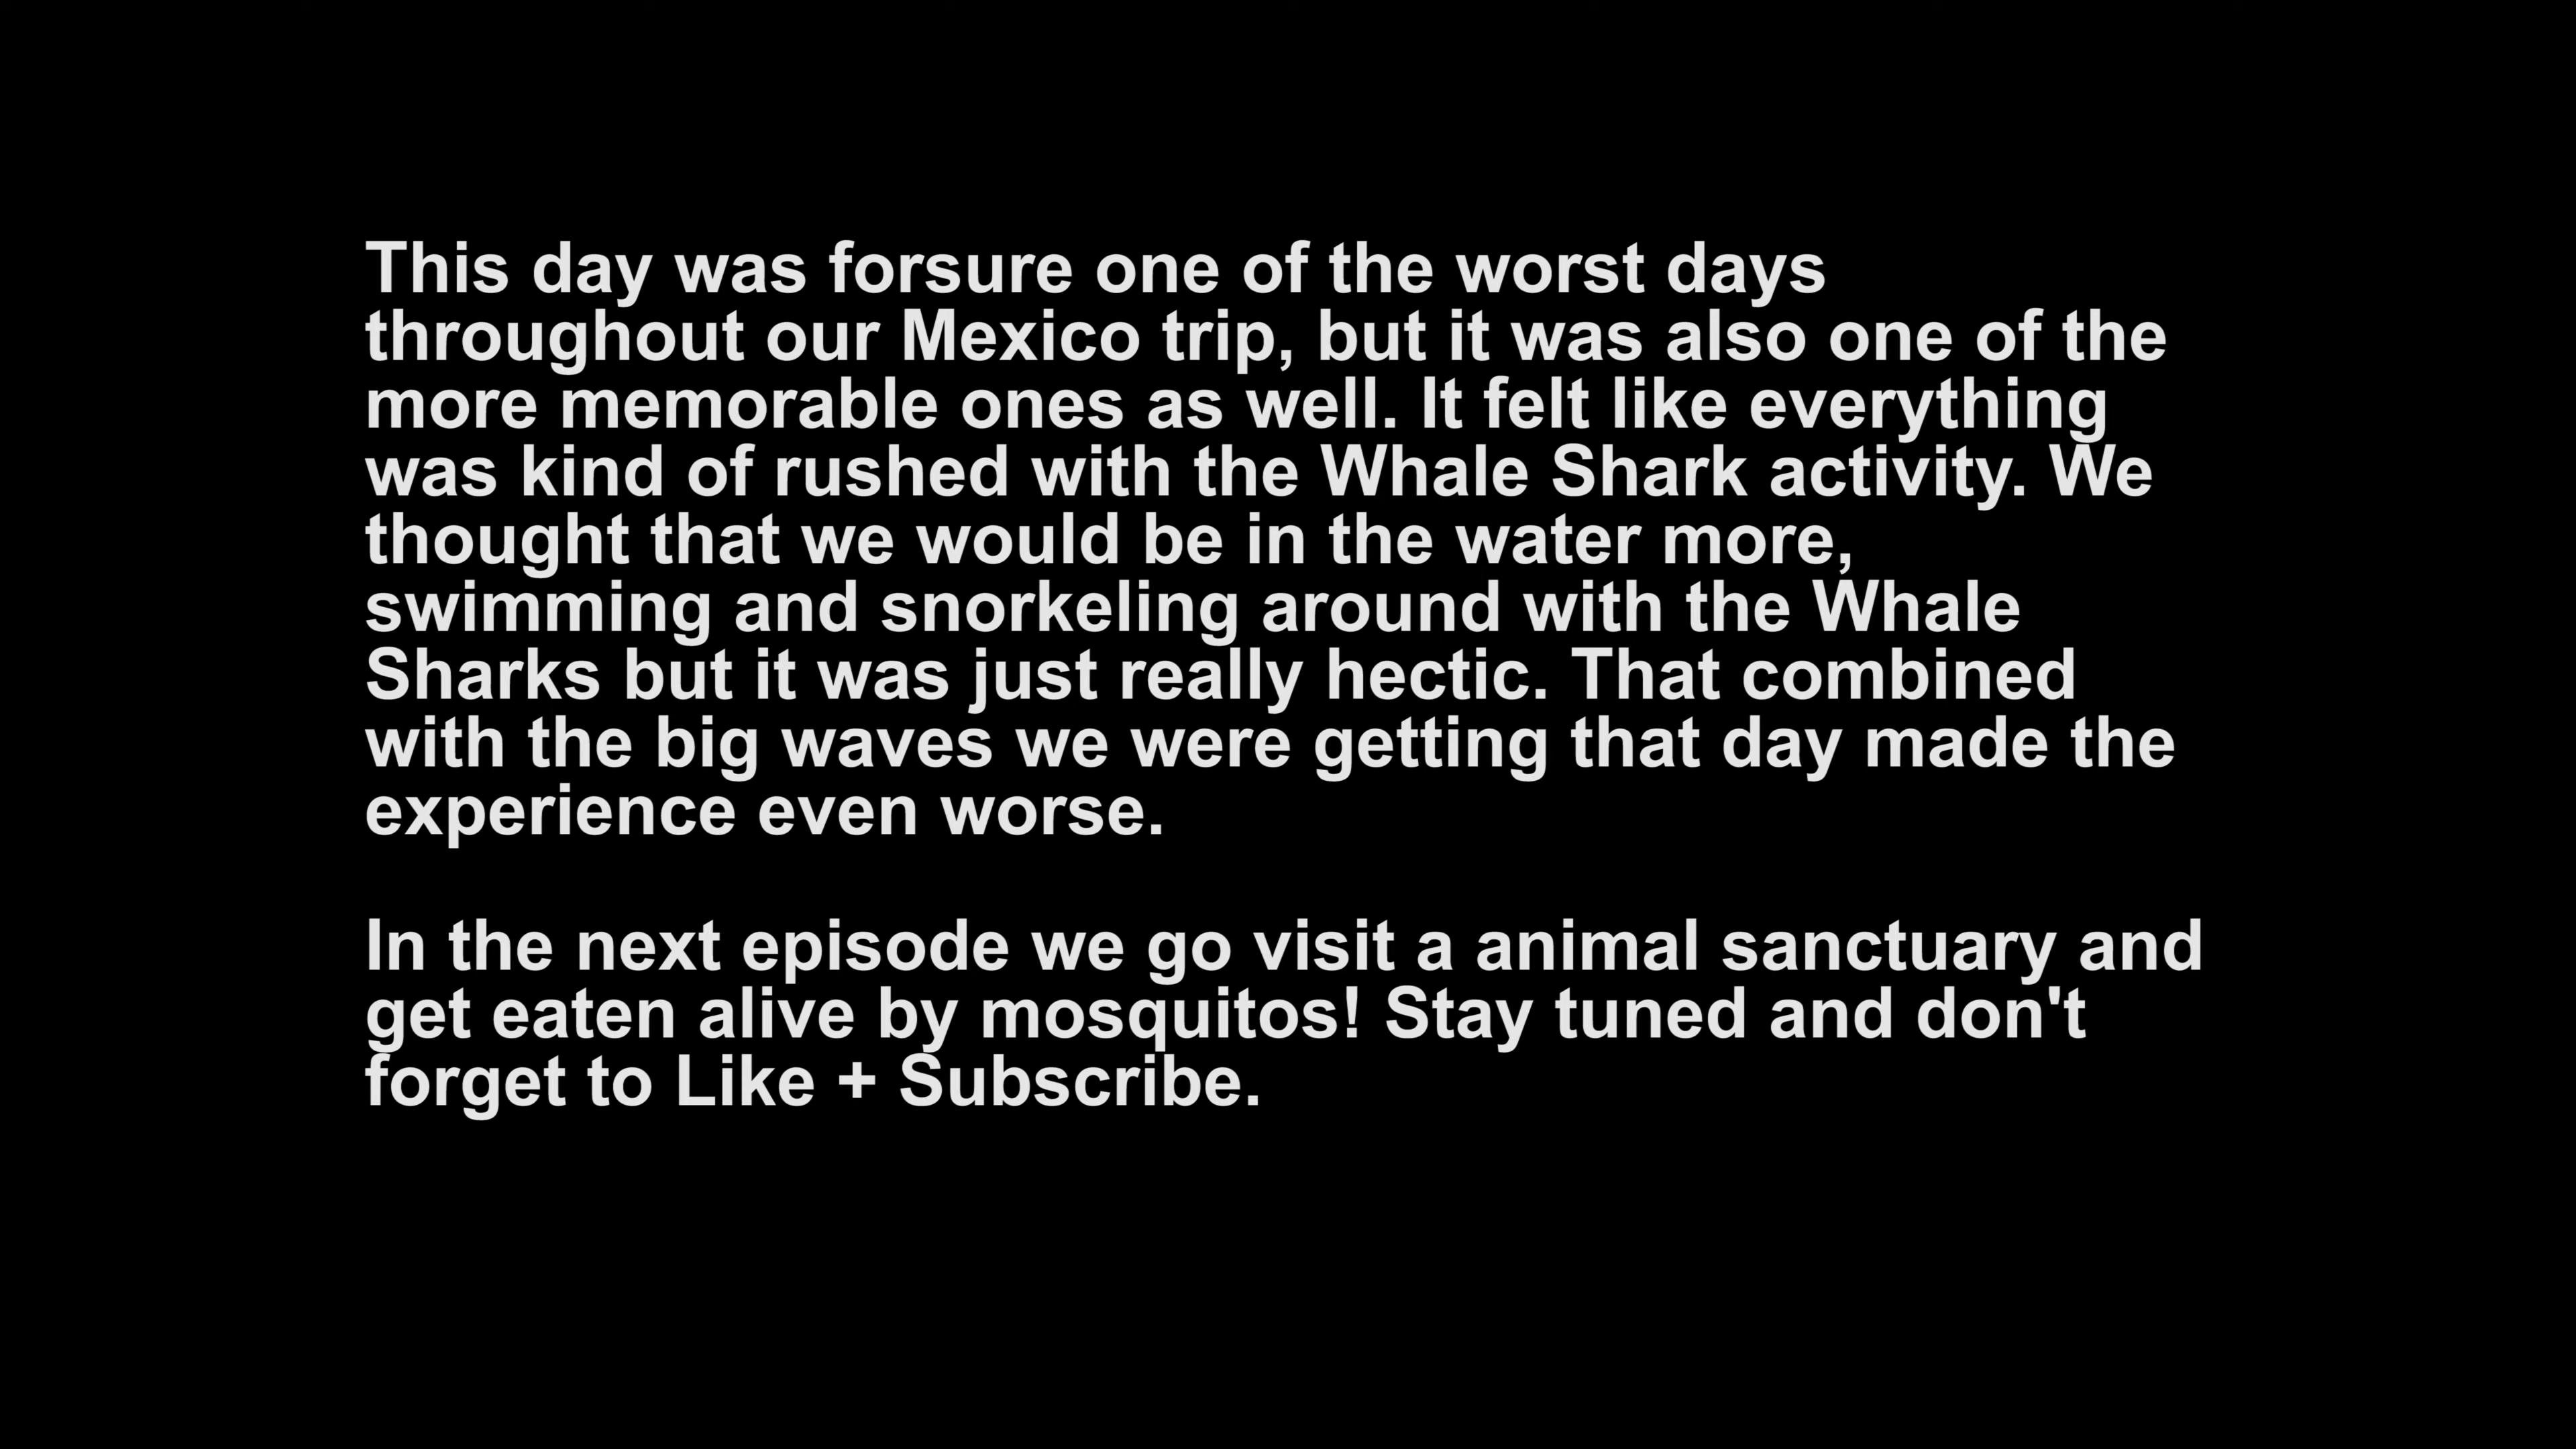 This day was forsure one of the worst days
throughout our Mexico trip, but it was also one of the
more memorable ones as well. It felt like everything
was kind of rushed with the Whale Shark activity. We
thought that we would be in the water more,
swimming and snorkeling around with the Whale
Sharks but it was just really hectic. That combined
with the big waves we were getting that day made the
experience even worse.
In the next episode we go visit a animal sanctuary and
get eaten alive by mosquitos! Stay tuned and don't
forget to Like + Subscribe.